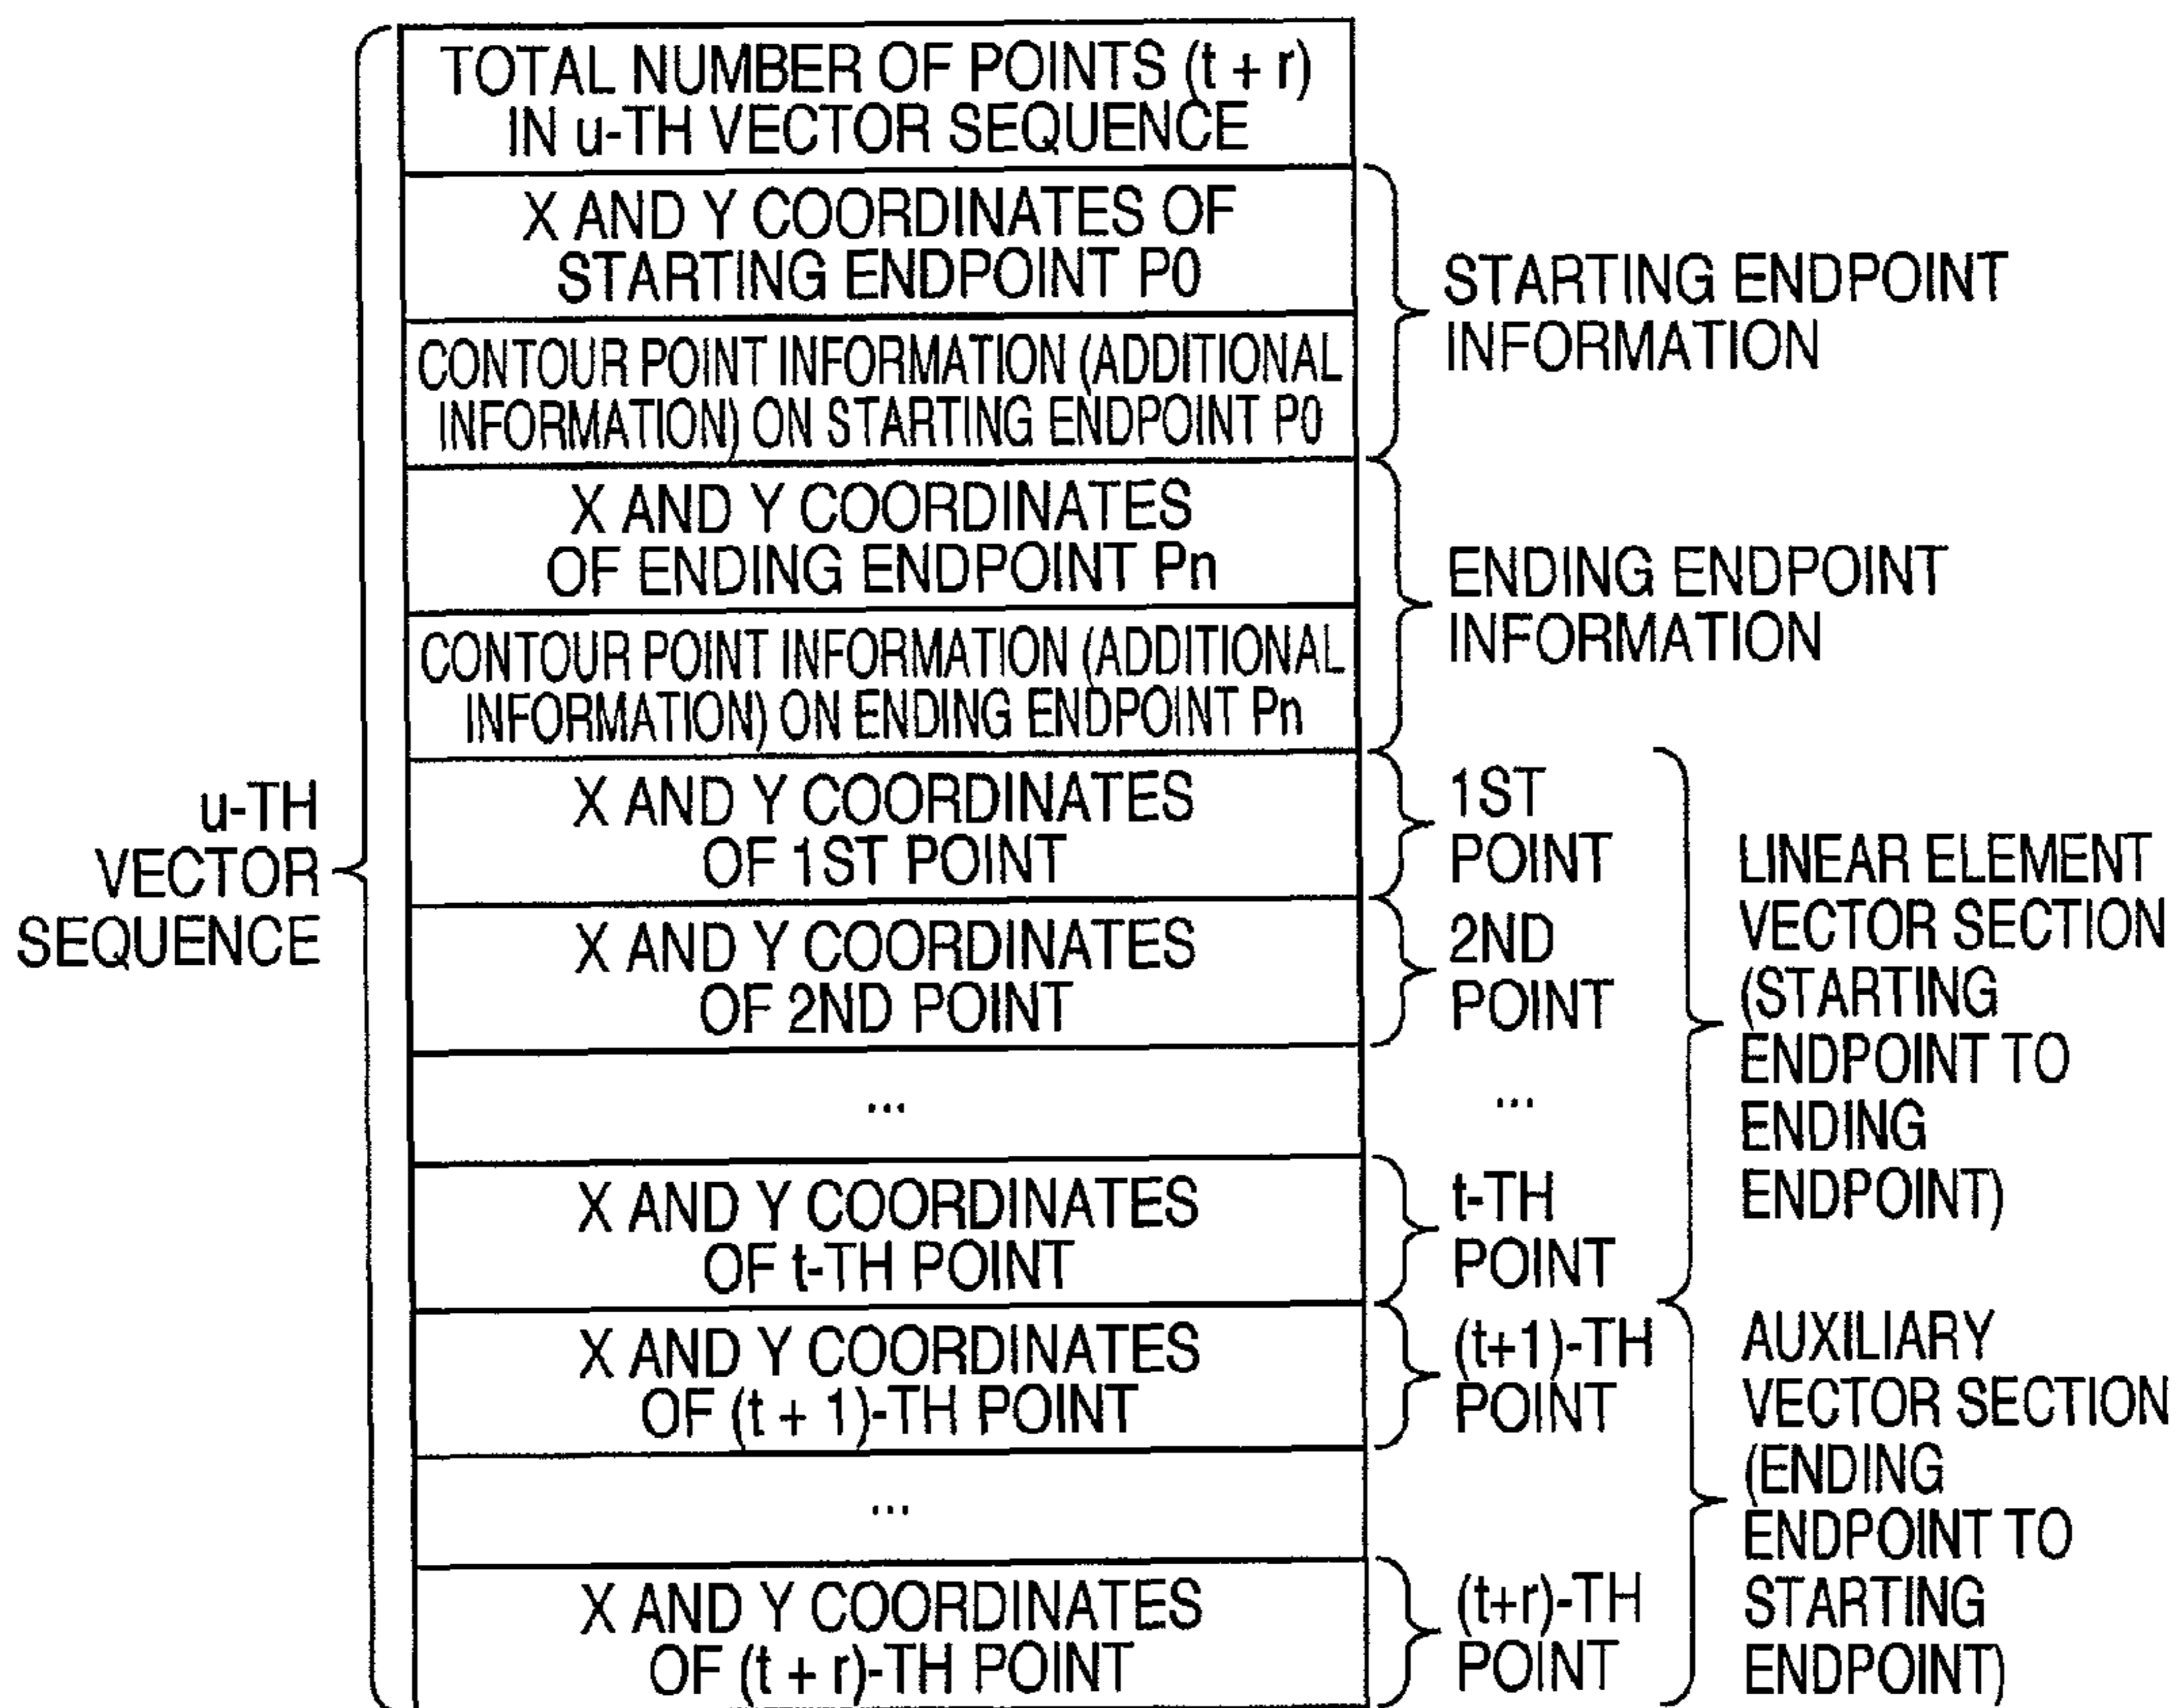 TOTAL NUMBER OF POINTS (t + r)
IN u-TH VECTOR SEQUENCE
X AND Y COORDINATES OF
STARTING ENDPOINT P0
CONTOUR POINT INFORMATION (ADDITIONAL
INFORMATION) ON STARTING ENDPOINT P0
STARTING ENDPOINT
INFORMATION
X AND Y COORDINATES
OF ENDING ENDPOINT Pn
CONTOUR POINT INFORMATION (ADDITIONAL
INFORMATION) ON ENDING ENDPOINT Pn
ENDING ENDPOINT
INFORMATION
u-TH
VECTOR
SEQUENCE
X AND Y COORDINATES
OF 1ST POINT
1ST
POINT
X AND Y COORDINATES
OF 2ND POINT
2ND
POINT
...
...
X AND Y COORDINATES
OF t-TH POINT
t-TH
POINT
LINEAR ELEMENT
VECTOR SECTION
(STARTING
ENDPOINT TO
ENDING
ENDPOINT)
X AND Y COORDINATES
OF (t + 1)-TH POINT
(t+1)-TH
POINT
...
X AND Y COORDINATES
OF (t + r)-TH POINT
(t+r)-TH
POINT
AUXILIARY
VECTOR SECTION
(ENDING
ENDPOINT TO
STARTING
ENDPOINT)